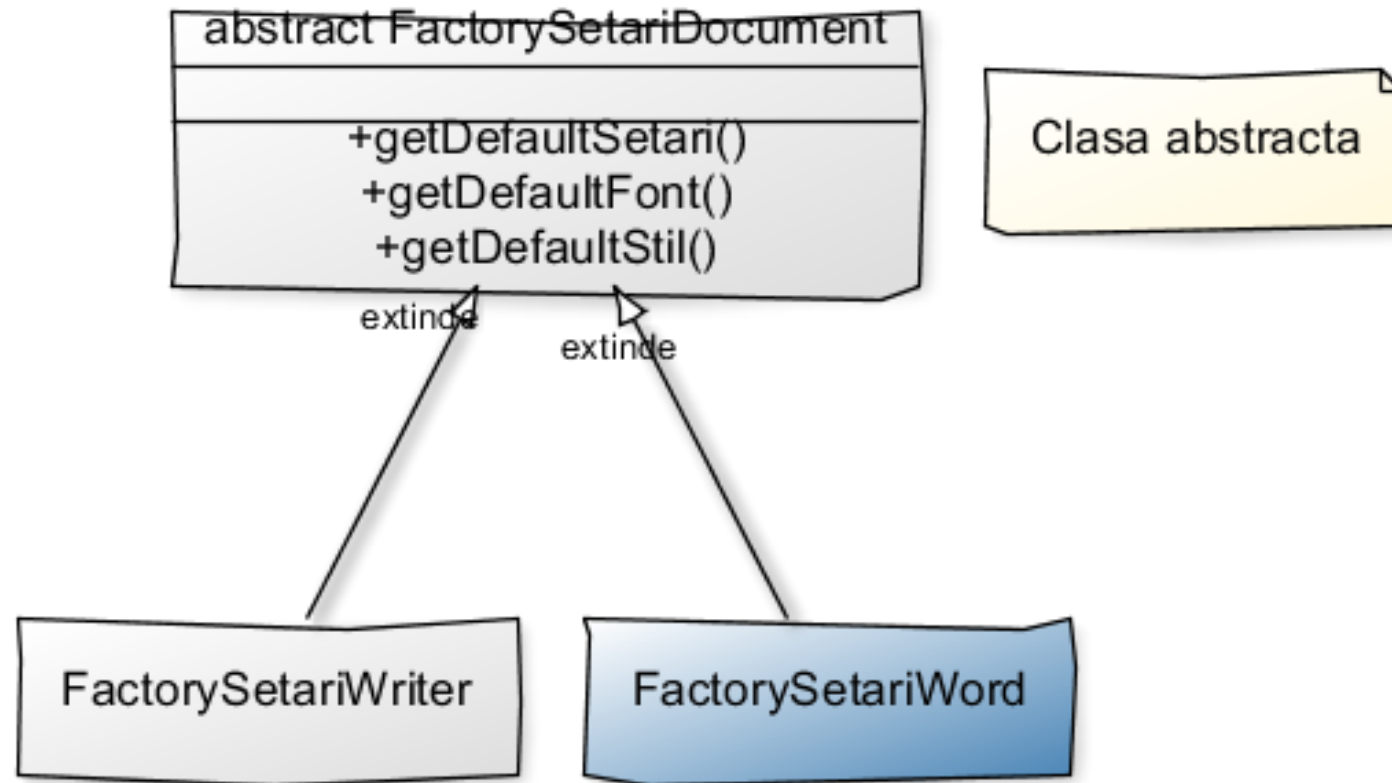 abstract FactorySetariDocument
+getDefaultSetari()
+getDefaultFont()
+getDefaultStil()
Clasa abstracta
extinde
extinde
FactorySetariWriter
FactorySetariWord